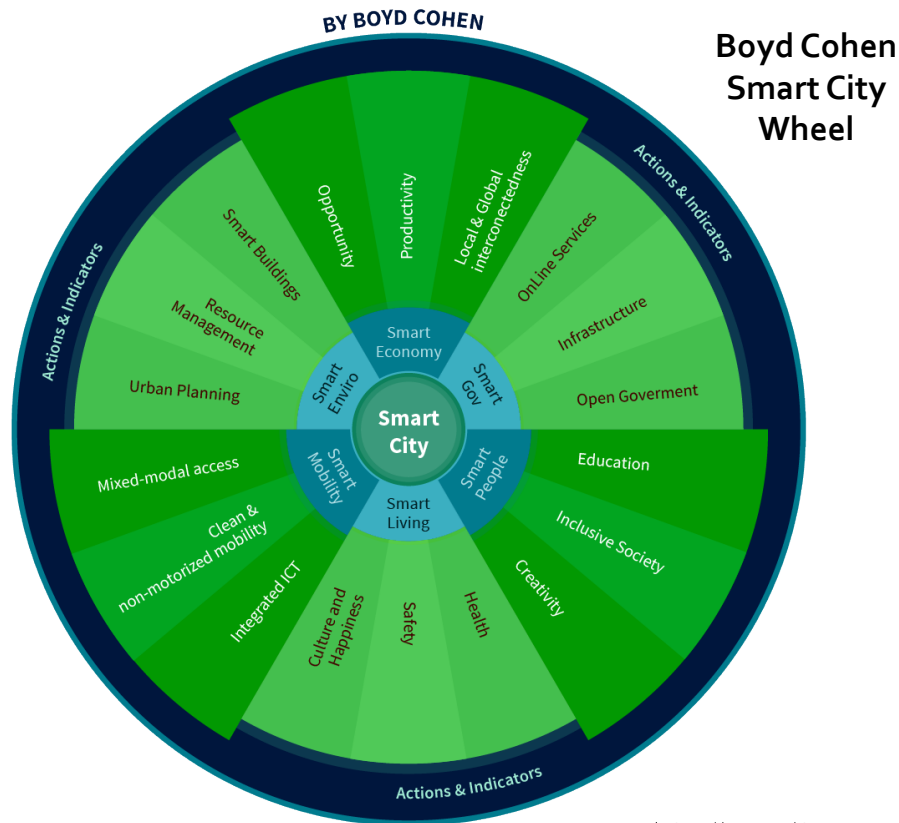 BY BOYD COHEN
Boyd Cohen
Smart City
Wheel
Actions & Indicators
Actions & Indicators
Actions & Indicators
Opportunity
Productivity
Local & Global
interconnectedness
OnLine Services
Infrastructure
Open Goverment
Education
Inclusive Society
Creativity
Health
Safety
Culture and
Happiness
Integrated ICT
Clean &
non-motorized mobility
Mixed-modal access
Urban Planning
Resource
Management
Smart Buildings
Smart
Economy
Smart
Gov
Smart
People
Smart
Living
Smart
Mobility
Smart
Enviro
Smart
City